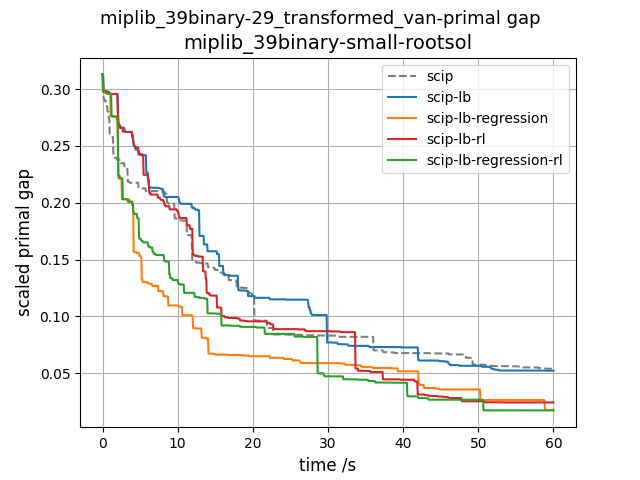 miplib_39binary-29_transformed_van-primal gap
miplib_39binary-small-rootsol
scip
scip-lb
scip-lb-regression
scip-lb-rl
scip-lb-regression-rl
scaled primal gap
0.30
0.25
0.20
0.15
0.10
0.05
0 10 20 30 40 50 60
time /s